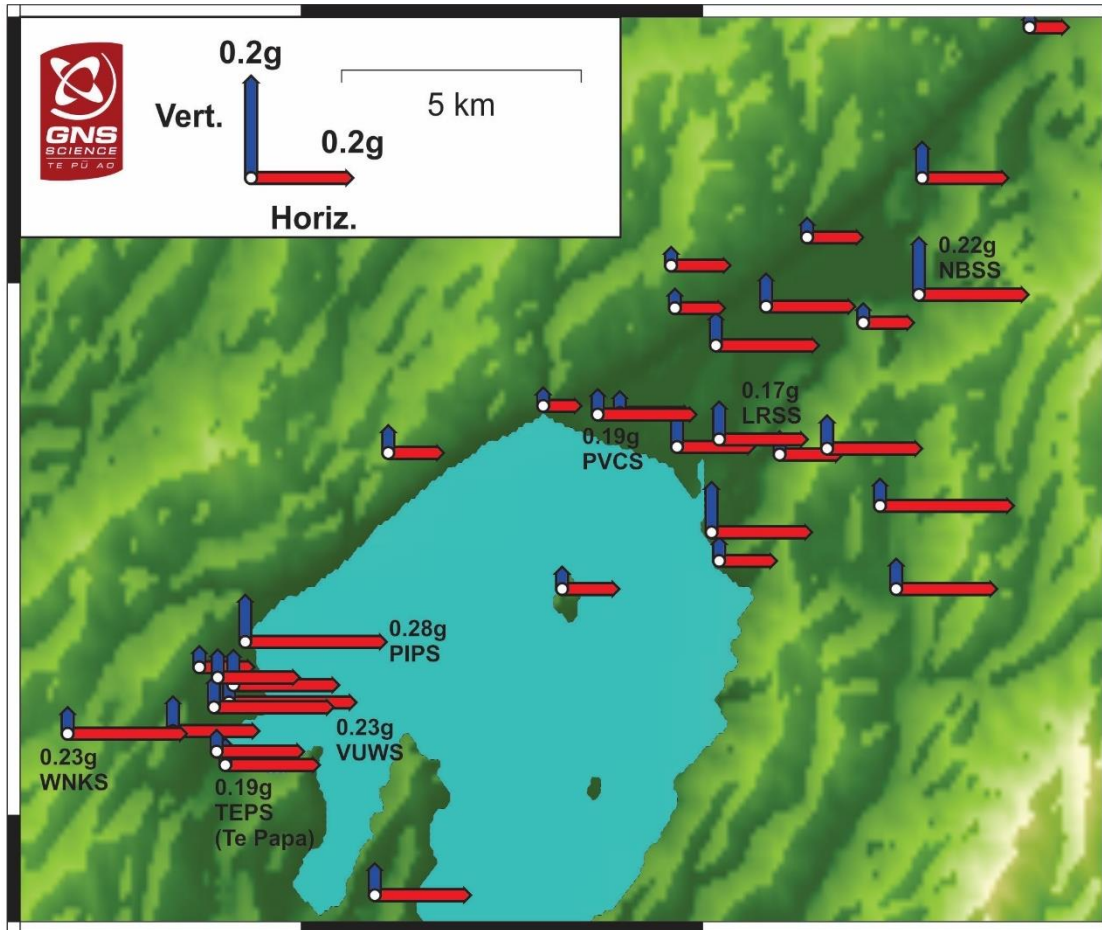 GNS
SCIENCE
TE PŪ AO
0.2g
Vert.
0.2g
Horiz.
5 km
0.22g
NBSS
0.17g
LRSS
0.19g
PVCS
0.28g
PIPS
0.23g
VUWS
0.23g
WNKS
0.19g
TEPS
(Te Papa)